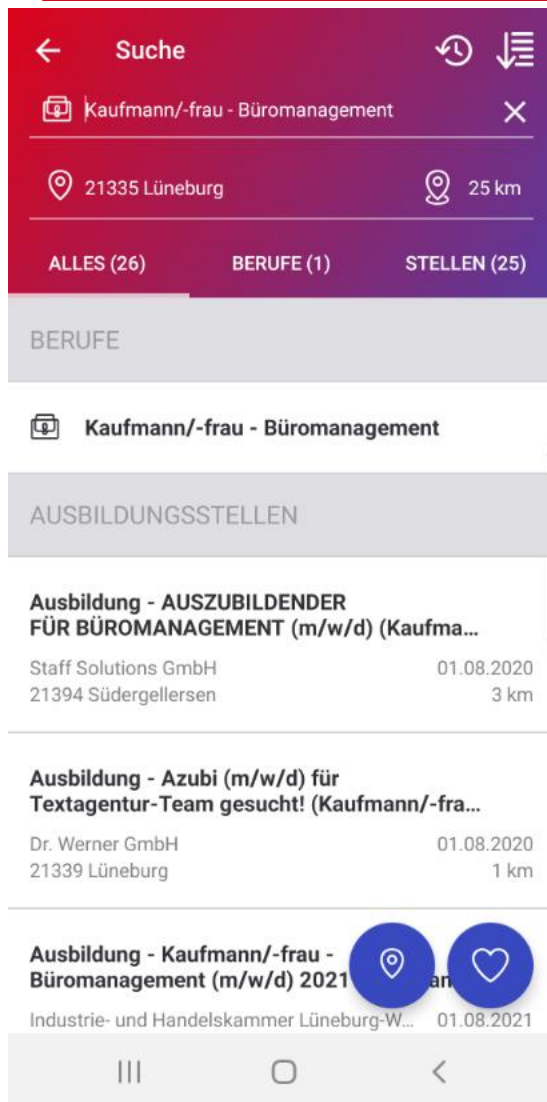 Suche
Kaufmann/-frau - Büromanagement
21335 Lüneburg 25 km
ALLES (26) BERUFE (1) STELLEN (25)
BERUFE
Kaufmann/-frau - Büromanagement
AUSBILDUNGSSTELLEN
Ausbildung - AUSZUBILDENDER
FÜR BÜROMANAGEMENT (m/w/d) (Kaufma...
Staff Solutions GmbH 01.08.2020
21394 Südergellersen 3 km
Ausbildung - Azubi (m/w/d) für
Textagentur-Team gesucht! (Kaufmann/-fra...
Dr. Werner GmbH 01.08.2020
21339 Lüneburg 1 km
Ausbildung - Kaufmann/-frau -
Büromanagement (m/w/d) 2021
Industrie- und Handelskammer Lüneburg-W... 01.08.2021